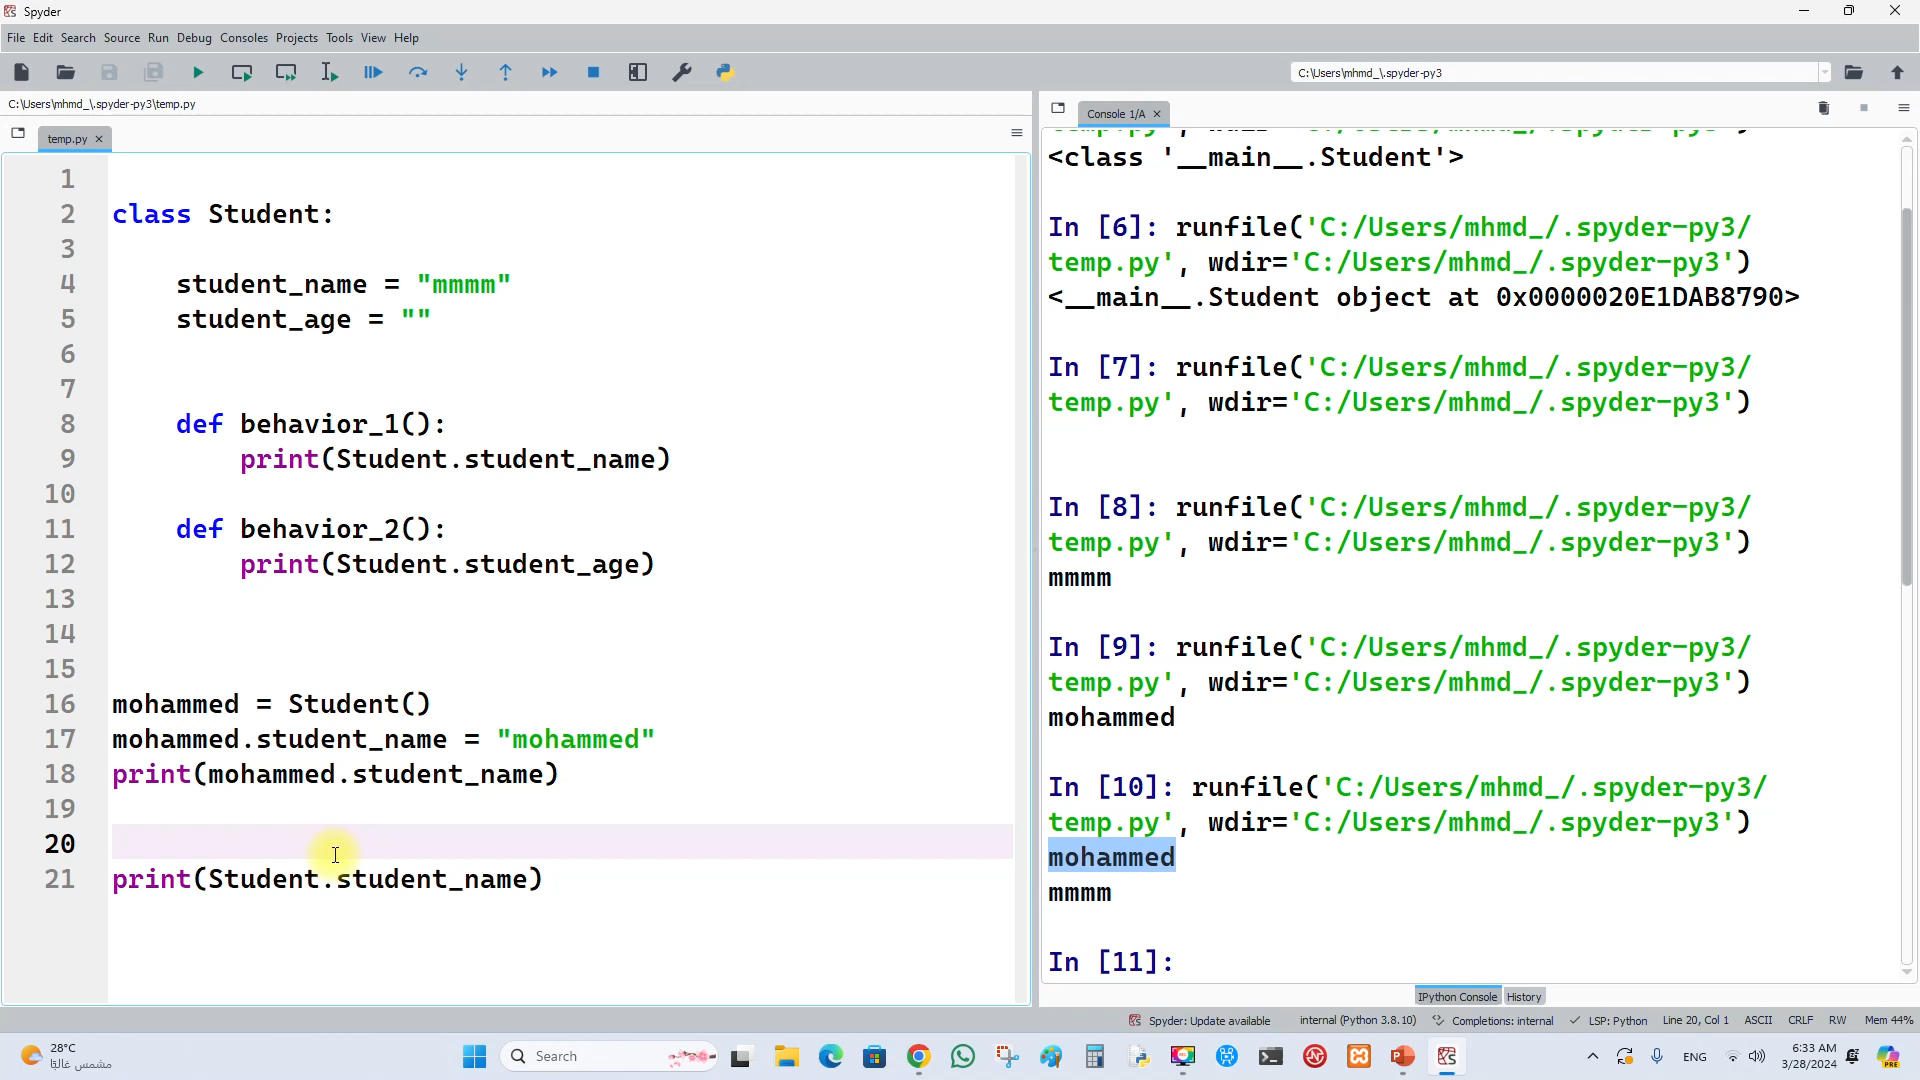 Spyder
File Edit Search Source Run Debug Consoles Projects Tools View Help
C:\Users\mhmd_\.spyder-py3
C:\Users\mhmd_\.spyder-py3\temp.py
temp.py
1
2 class Student:
3
4 student_name = "mmmm"
5 student_age = ""
6
7
8 def behavior_1():
9 print(Student.student_name)
10
11 def behavior_2():
12 print(Student.student_age)
13
14
15
16 mohammed = Student()
17 mohammed.student_name = "mohammed"
18 print(mohammed.student_name)
19
20
21 print(Student.student_name)
Console 1/A
<class '__main__.Student'>
In [6]: runfile('C:/Users/mhmd_/.spyder-py3/
temp.py', wdir='C:/Users/mhmd_/.spyder-py3')
<__main__.Student object at 0x0000020E1DAB8790>
In [7]: runfile('C:/Users/mhmd_/.spyder-py3/
temp.py', wdir='C:/Users/mhmd_/.spyder-py3')
In [8]: runfile('C:/Users/mhmd_/.spyder-py3/
temp.py', wdir='C:/Users/mhmd_/.spyder-py3')
mmmm
In [9]: runfile('C:/Users/mhmd_/.spyder-py3/
temp.py', wdir='C:/Users/mhmd_/.spyder-py3')
mohammed
In [10]: runfile('C:/Users/mhmd_/.spyder-py3/
temp.py', wdir='C:/Users/mhmd_/.spyder-py3')
mohammed
mmmm
In [11]:
IPython Console History
Spyder: Update available internal (Python 3.8.10) Completions: internal LSP: Python Line 20, Col 1 ASCII CRLF RW Mem 44%
28°C
مشمس غالبًا
Search
ENG
6:33 AM
3/28/2024
PRE